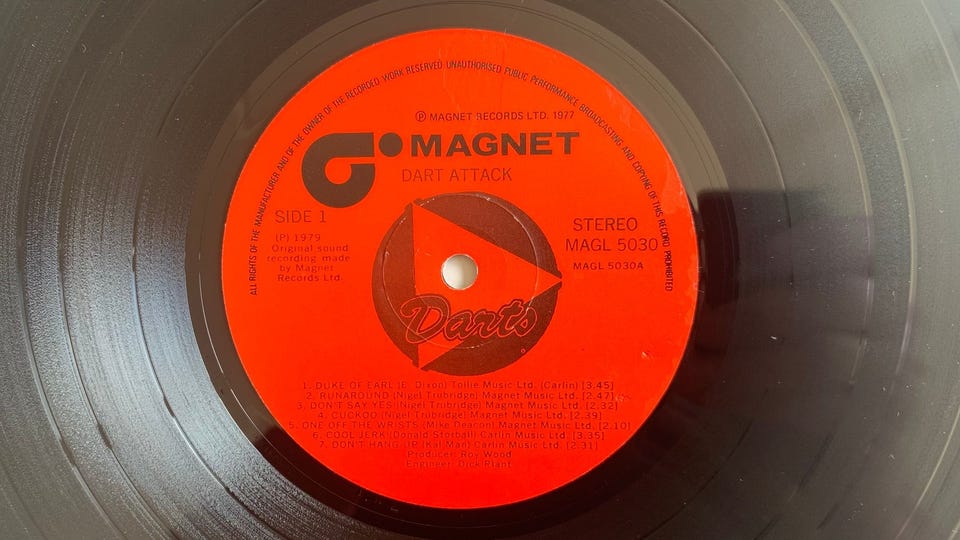 ALL RIGHTS OF THE MANUFACTURER AND OF THE OWNER OF THE RECORDED WORK RESERVED UNAUTHORISED PUBLIC PERFORMANCE BROADCASTING AND COPYING OF THIS RECORD PROHIBITED
Ⓟ MAGNET RECORDS LTD. 1977
MAGNET
DART ATTACK
SIDE 1
(P) 1979
Original sound
recording made
by Magnet
Records Ltd.
STEREO
MAGL 5030
MAGL 5030A
Darts
1. DUKE OF EARL (E. Dixon) Tollie Music Ltd. (Carlin) [3.45]
2. RUNAROUND (Nigel Trubridge) Magnet Music Ltd. [2.47]
3. DON'T SAY YES (Nigel Trubridge) Magnet Music Ltd. [2.32]
4. CUCKOO (Nigel Trubridge) Magnet Music Ltd. [2.39]
5. ONE OFF THE WRISTS (Mike Deacon) Magnet Music Ltd. [2.10]
6. COOL JERK (Donald Storball) Carlin Music Ltd. [3.35]
7. DON'T HANG UP Mann) Carlin Music Ltd. [2.31]
Producer: Roy Wood
Engineer: Dick Plant